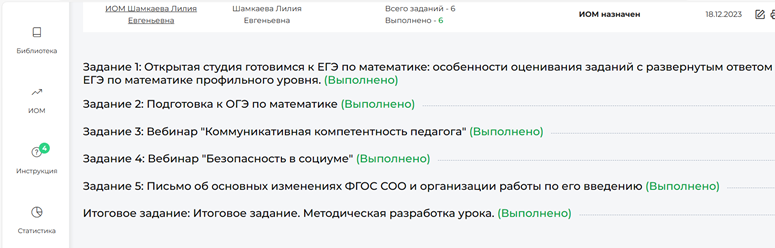 ИОМ Шамкаева Лилия
Евгеньевна
Шамкаева Лилия
Евгеньевна
Всего заданий - 6
Выполнено - 6
ИОМ назначен
18.12.2023
Библиотека
ИОМ
4
Инструкция
Статистика
Задание 1: Открытая студия готовимся к ЕГЭ по математике: особенности оценивания заданий с развернутым ответом
ЕГЭ по математике профильного уровня. (Выполнено)
Задание 2: Подготовка к ОГЭ по математике (Выполнено)
Задание 3: Вебинар "Коммуникативная компетентность педагога" (Выполнено)
Задание 4: Вебинар "Безопасность в социуме" (Выполнено)
Задание 5: Письмо об основных изменениях ФГОС СОО и организации работы по его введению (Выполнено)
Итоговое задание: Итоговое задание. Методическая разработка урока. (Выполнено)